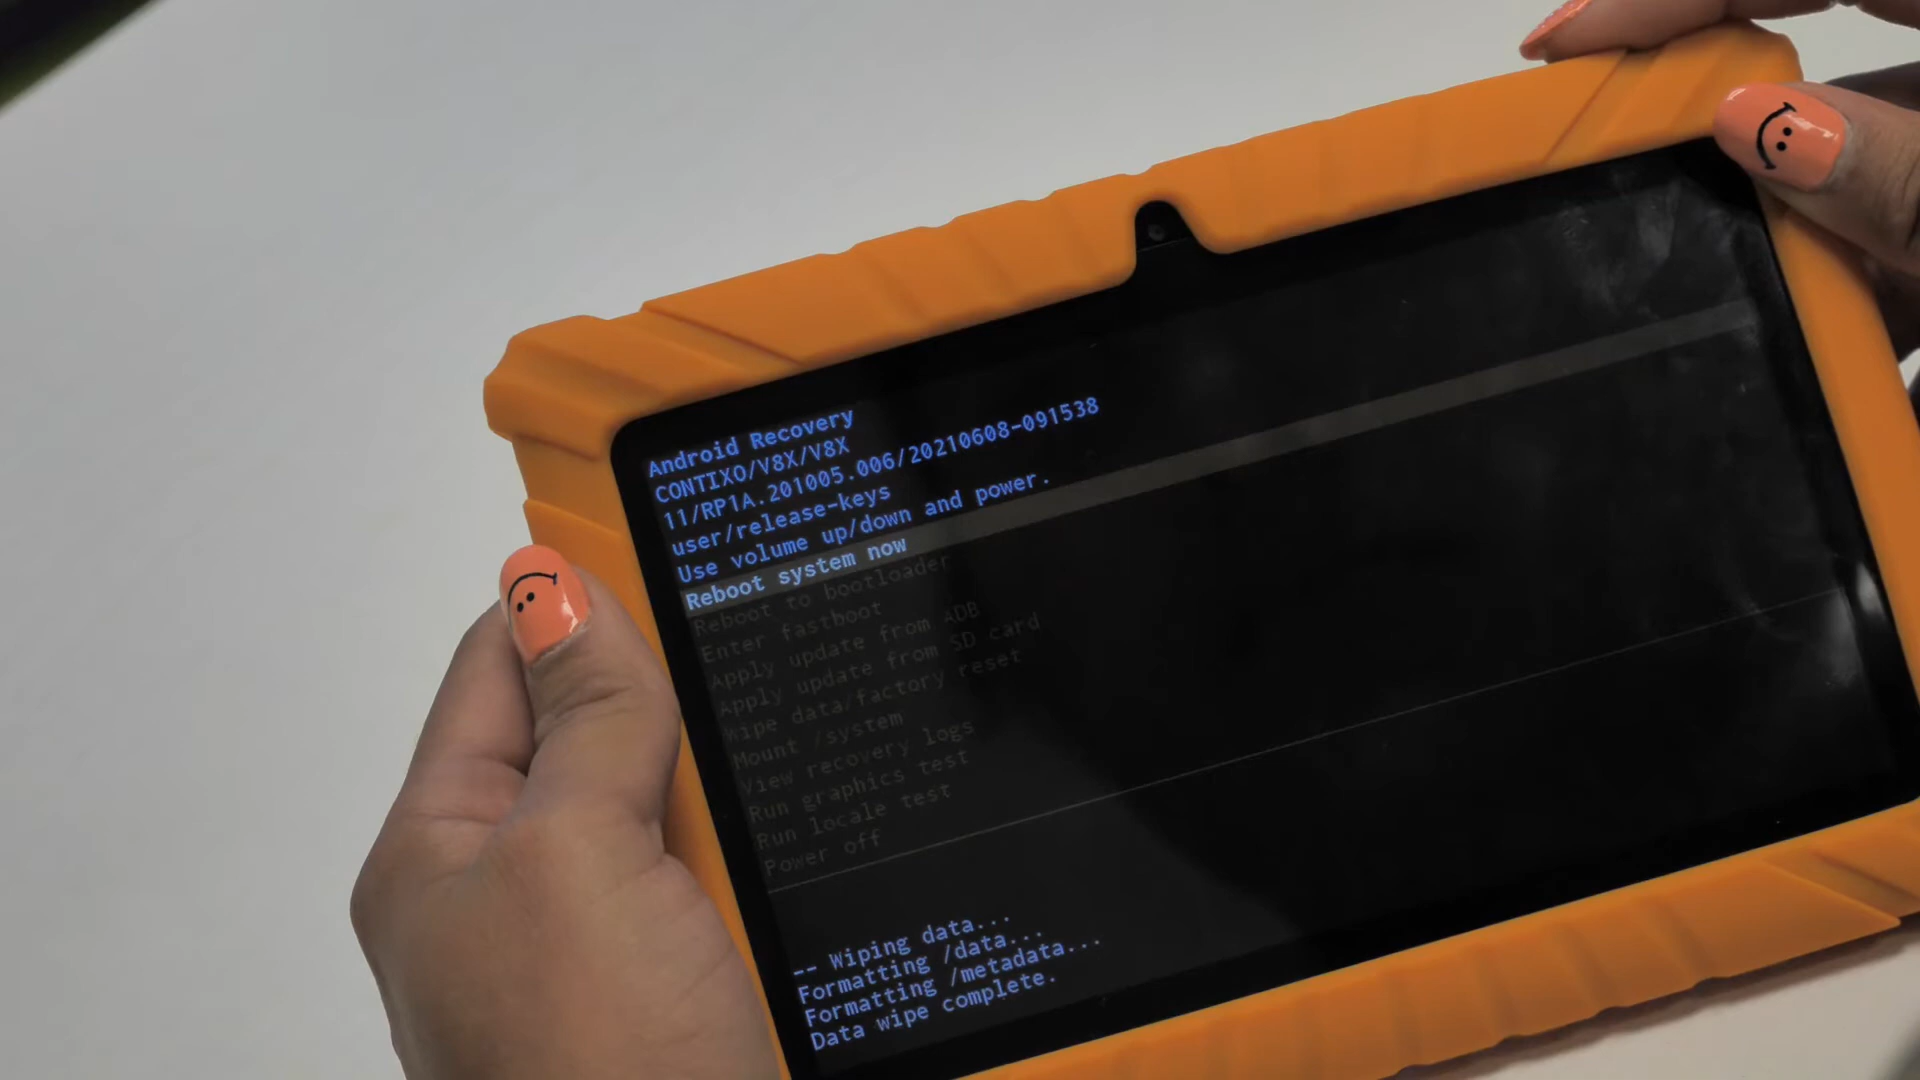 Android Recovery
CONTIXO/V8X/V8X
11/RP1A.201005.006/20210608-091538
user/release-keys
Use volume up/down and power.
Reboot system now
Reboot to bootloader
Enter fastboot
Apply update from ADB
Apply update from SD card
Wipe data/factory reset
Mount /system
View recovery logs
Run graphics test
Run locale test
Power off
-- Wiping data...
Formatting /data...
Formatting /metadata...
Data wipe complete.